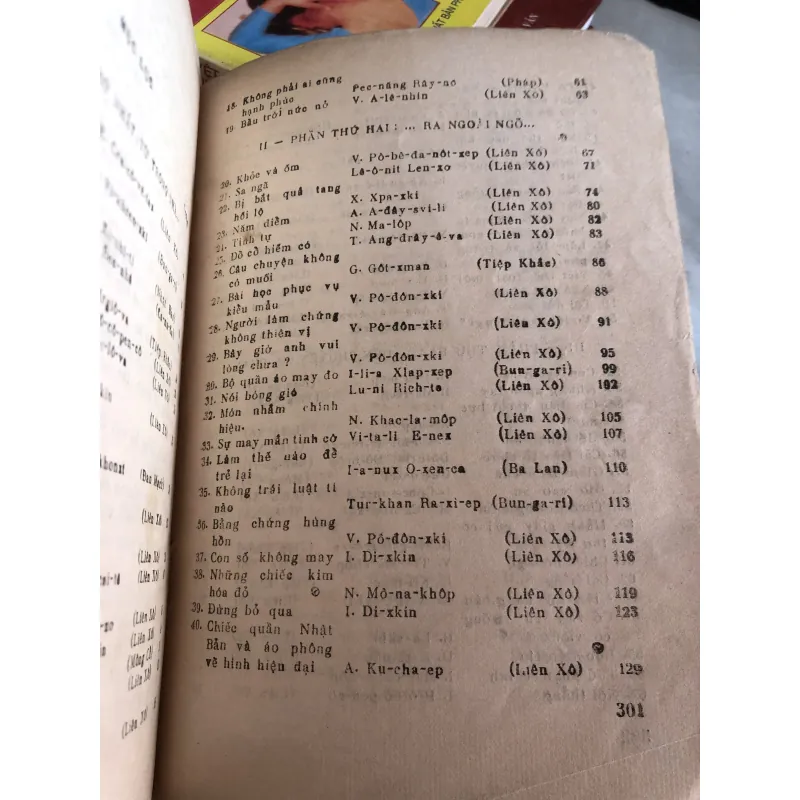 18. Không phải ai cũng
hạnh phúc Pec-năng Rây-nô (Pháp) 61
19. Bầu trời nức nở V. A-lê-nhin (Liên Xô) 63
II — PHẦN THỨ HAI : ... RA NGOÀI NGÕ...
20. Khỏe và ốm V. Pô-bê-đa-nôt-xep (Liên Xô) 67
21. Sa ngã Lê-ô-nit Len-xơ (Liên Xô) 71
22. Bị bắt quả tang
hối lộ X. Xpa-xki (Liên Xô) 74
23. Nấm điểm A. A-đây-svi-li (Liên Xô) 80
24. Tình tự N. Ma-lôp (Liên Xô) 82
25. Đồ cổ hiếm có T. Ang-đrây-ê-va (Liên Xô) 83
26. Câu chuyện không
có muối G. Gôt-xman (Tiệp Khắc) 86
27. Bài học phục vụ
kiểu mẫu V. Pô-đôn-xki (Liên Xô) 88
28. Người làm chứng
không thiên vị V. Pô-đôn-xki (Liên Xô) 91
29. Bây giờ anh vui
lòng chưa ? V. Pô-đôn-xki (Liên Xô) 95
30. Bộ quần áo may đo I-li-a Xlap-xep (Bun-ga-ri) 99
31. Nói bóng gió Lu-ni Rich-te (Liên Xô) 102
32. Món nhắm chính
hiệu. N. Khac-la-môp (Liên Xô) 105
33. Sự may mắn tình cờ Vi-ta-li E-nex (Liên Xô) 107
34. Làm thế nào để
trẻ lại I-a-nux O-xen-ca (Ba Lan) 110
35. Không trái luật tí
nào Tur-khan Ra-xi-ep (Bun-ga-ri) 113
36. Bằng chứng hùng
hồn V. Pô-đôn-xki (Liên Xô) 113
37. Con số không may I. Di-xkin (Liên Xô) 116
38. Những chiếc kim
hóa đỏ N. Mô-na-khôp (Liên Xô) 119
39. Đừng bỏ qua I. Di-xkin (Liên Xô) 123
40. Chiếc quần Nhật
Bản và áo phông
vẽ hình hiện đại A. Ku-cha-ep (Liên Xô) 129
301